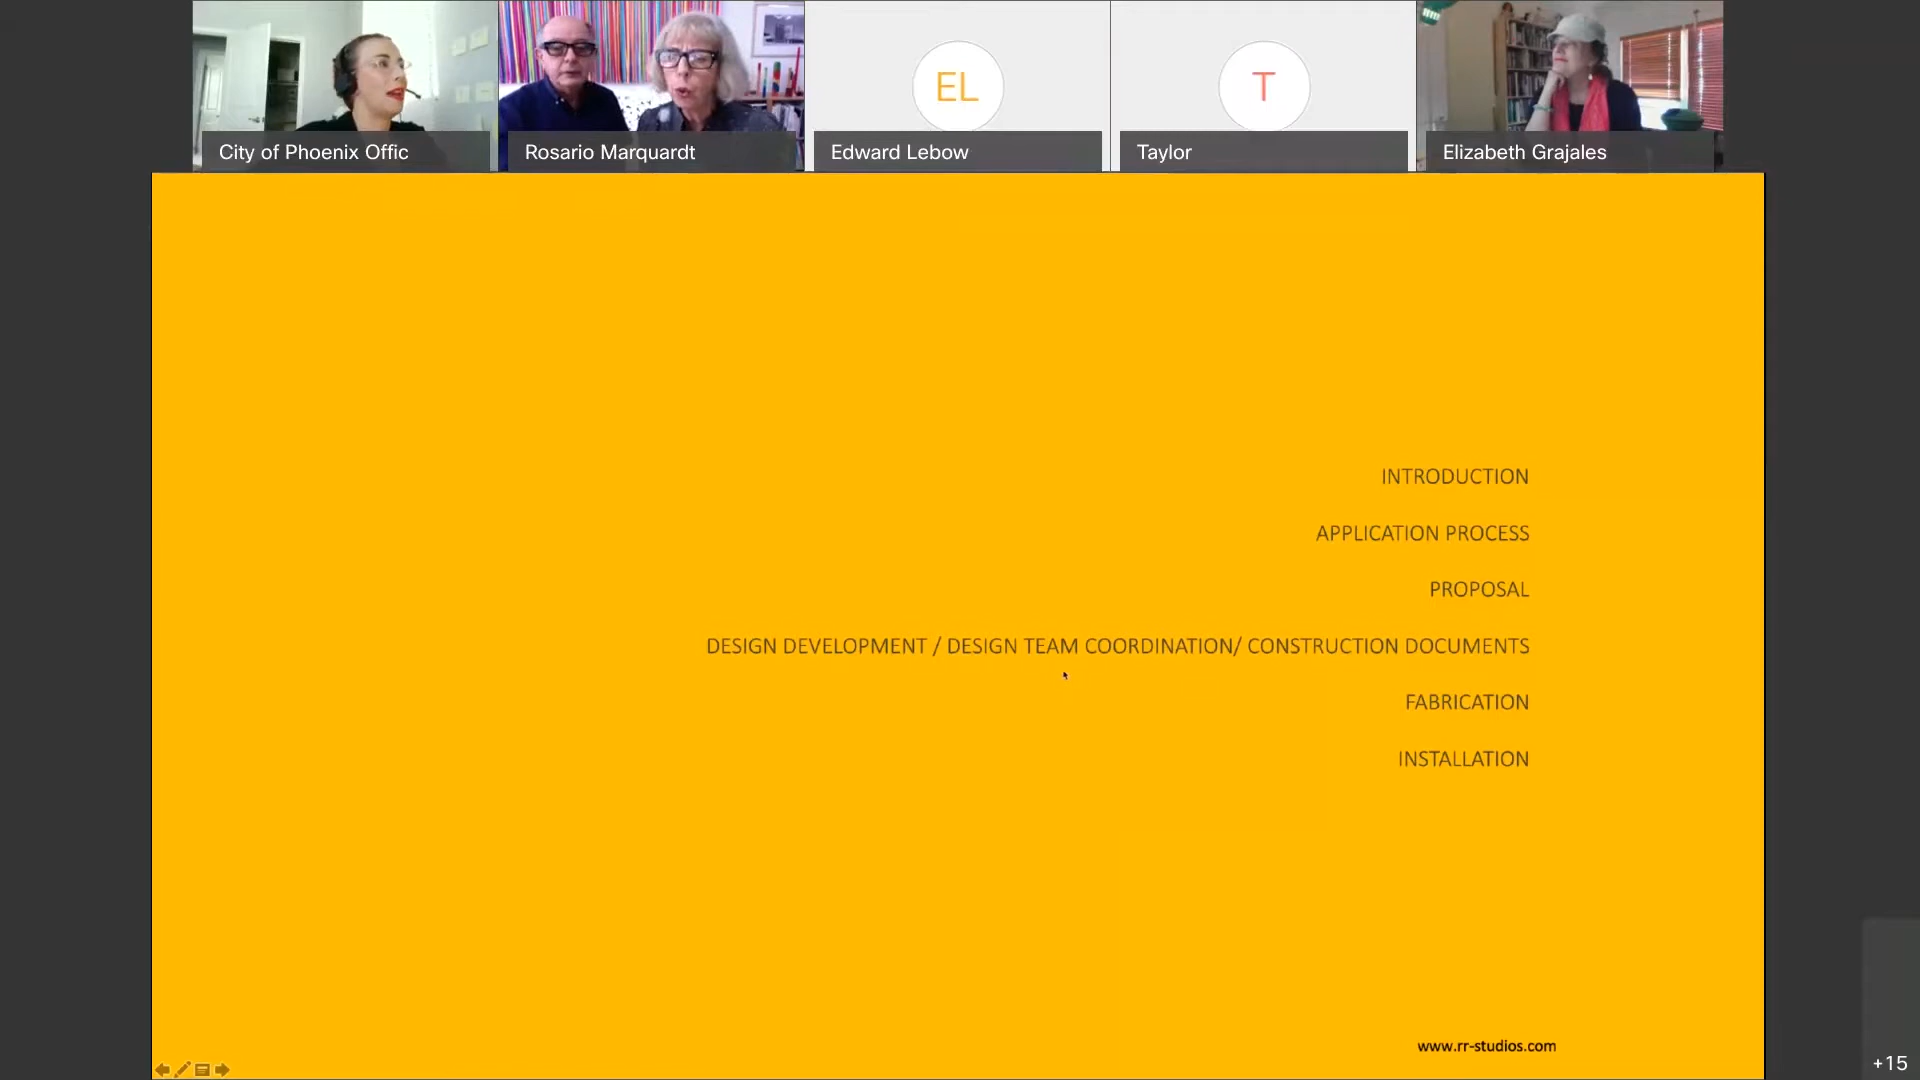 EL
T
City of Phoenix Offic
Rosario Marquardt
Edward Lebow
Taylor
Elizabeth Grajales
INTRODUCTION
APPLICATION PROCESS
PROPOSAL
DESIGN DEVELOPMENT / DESIGN TEAM COORDINATION/ CONSTRUCTION DOCUMENTS
FABRICATION
INSTALLATION
www.rr-studios.com
+15